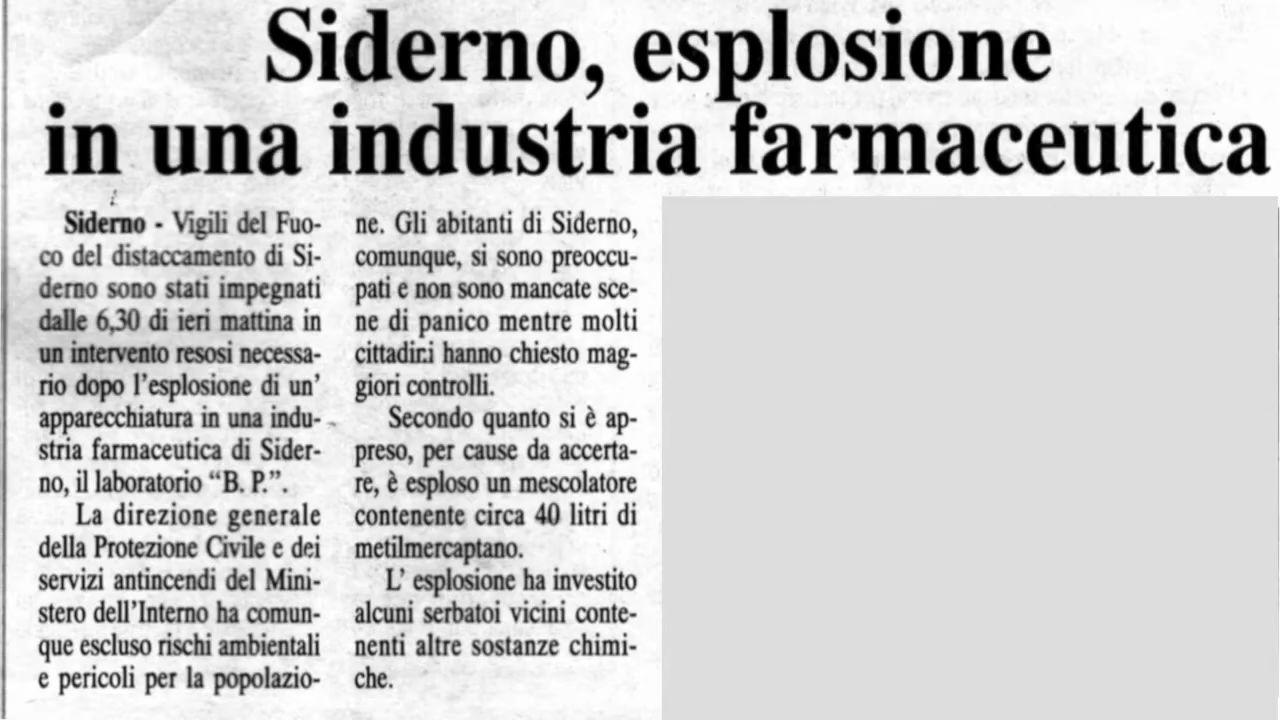 Siderno, esplosione
in una industria farmaceutica
Siderno - Vigili del Fuo-
co del distaccamento di Si-
derno sono stati impegnati
dalle 6,30 di ieri mattina in
un intervento resosi necessa-
rio dopo l'esplosione di un'
apparecchiatura in una indu-
stria farmaceutica di Sider-
no, il laboratorio “B. P.”.
La direzione generale
della Protezione Civile e dei
servizi antincendi del Mini-
stero dell'Interno ha comun-
que escluso rischi ambientali
e pericoli per la popolazio-
ne. Gli abitanti di Siderno,
comunque, si sono preoccu-
pati e non sono mancate sce-
ne di panico mentre molti
cittadini hanno chiesto mag-
giori controlli.
Secondo quanto si è ap-
preso, per cause da accerta-
re, è esploso un mescolatore
contenente circa 40 litri di
metilmercaptano.
L' esplosione ha investito
alcuni serbatoi vicini conte-
nenti altre sostanze chimi-
che.